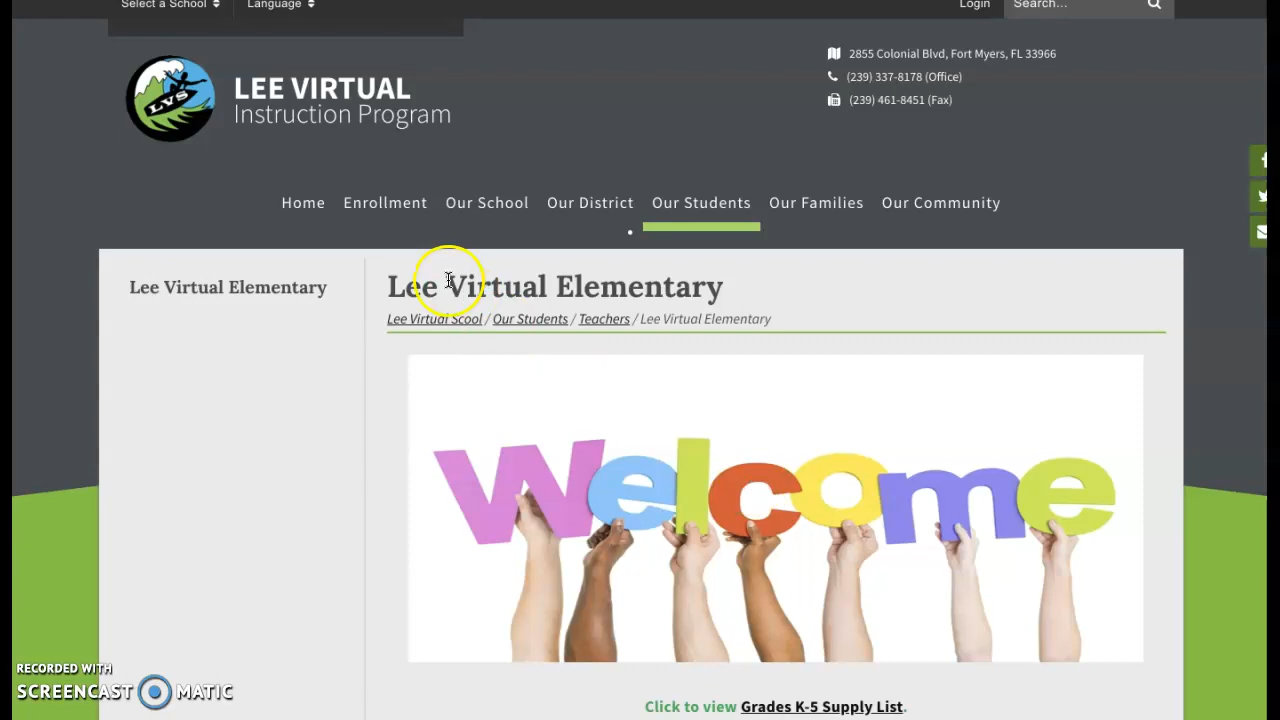 Select a School
Language
Login
Search...
LVS
LEE VIRTUAL
Instruction Program
2855 Colonial Blvd, Fort Myers, FL 33966
(239) 337-8178 (Office)
(239) 461-8451 (Fax)
Home Enrollment Our School Our District Our Students Our Families Our Community
Lee Virtual Elementary
Lee Virtual Elementary
Lee Virtual Scool / Our Students / Teachers / Lee Virtual Elementary
Welcome
Click to view Grades K-5 Supply List.
RECORDED WITH
SCREENCAST MATIC